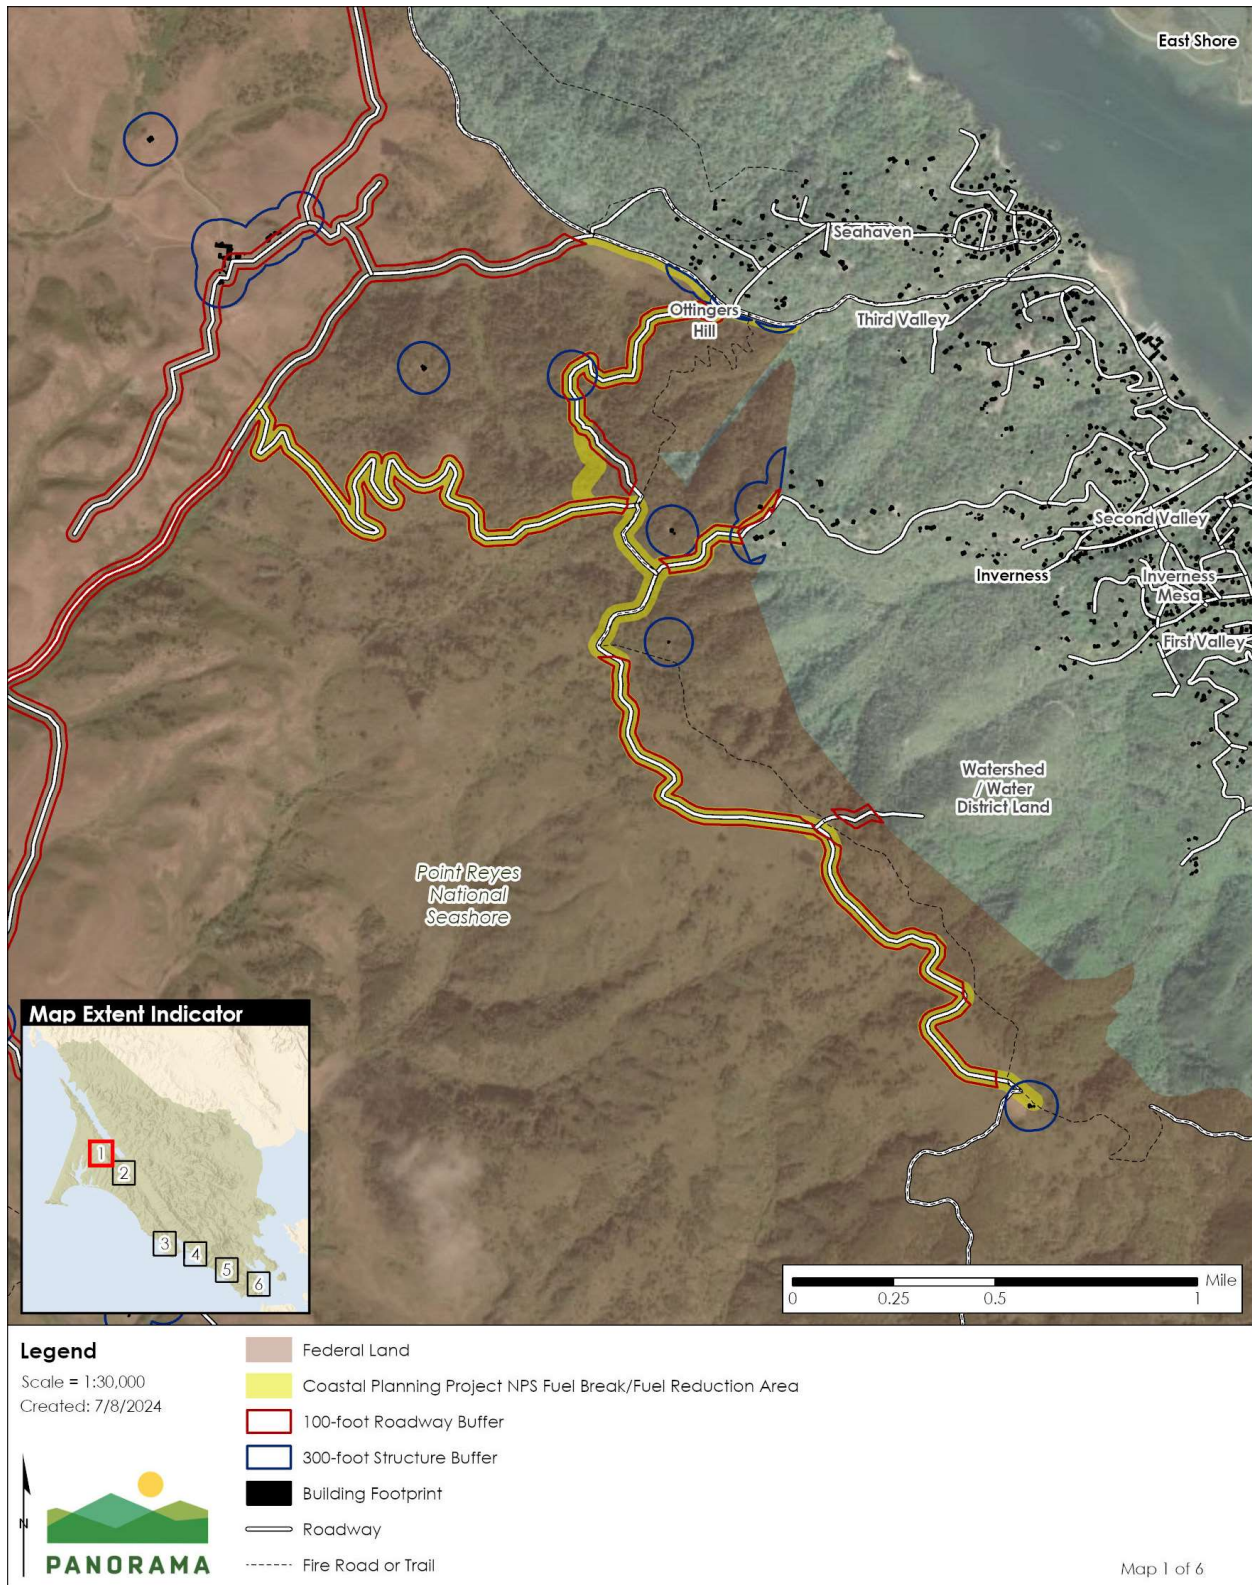 East Shore
Seahaven
Ottingers
Hill
Third Valley
Second Valley
Inverness
Inverness
Mesa
First Valley
Watershed
/ Water
District Land
Point Reyes
National
Seashore
Map Extent Indicator
1
2
3
4
5
6
Mile
0 0.25 0.5 1
Legend
Scale = 1:30,000
Created: 7/8/2024
N
PANORAMA
Federal Land
Coastal Planning Project NPS Fuel Break/Fuel Reduction Area
100-foot Roadway Buffer
300-foot Structure Buffer
Building Footprint
Roadway
Fire Road or Trail
Map 1 of 6